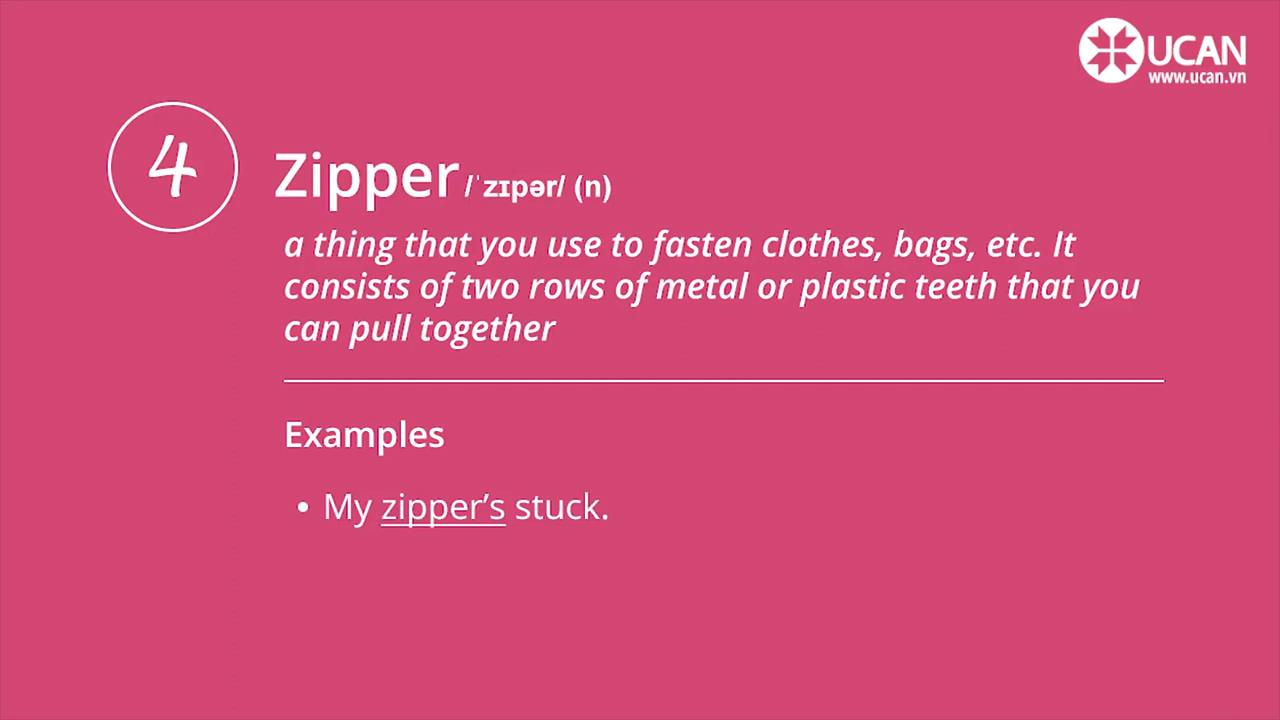 UCAN
www.ucan.vn
4
Zipper /ˈzɪpər/ (n)
a thing that you use to fasten clothes, bags, etc. It
consists of two rows of metal or plastic teeth that you
can pull together
Examples
• My zipper’s stuck.